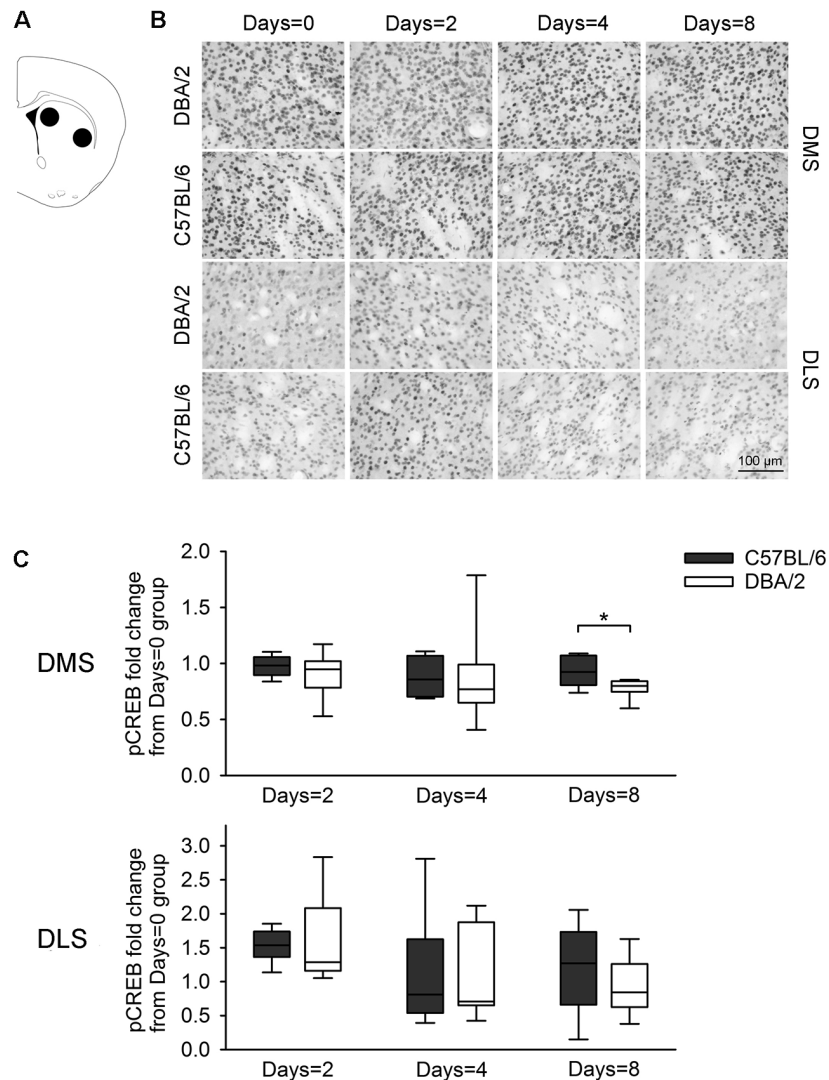 A
B
Days=0
Days=2
Days=4
Days=8
DBA/2
C57BL/6
DMS
DBA/2
C57BL/6
DLS
100 µm
C
C57BL/6
DBA/2
DMS
pCREB fold change
from Days=0 group
2.0
1.5
1.0
0.5
0.0
*
Days=2
Days=4
Days=8
DLS
pCREB fold change
from Days=0 group
3.0
2.0
1.5
1.0
0.5
0.0
Days=2
Days=4
Days=8